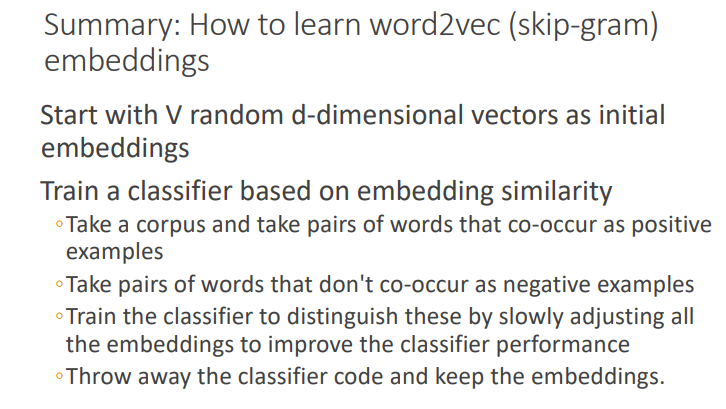 Summary: How to learn word2vec (skip-gram)
embeddings
Start with V random d-dimensional vectors as initial
embeddings
Train a classifier based on embedding similarity
◦Take a corpus and take pairs of words that co-occur as positive
examples
◦Take pairs of words that don't co-occur as negative examples
◦Train the classifier to distinguish these by slowly adjusting all
the embeddings to improve the classifier performance
◦Throw away the classifier code and keep the embeddings.